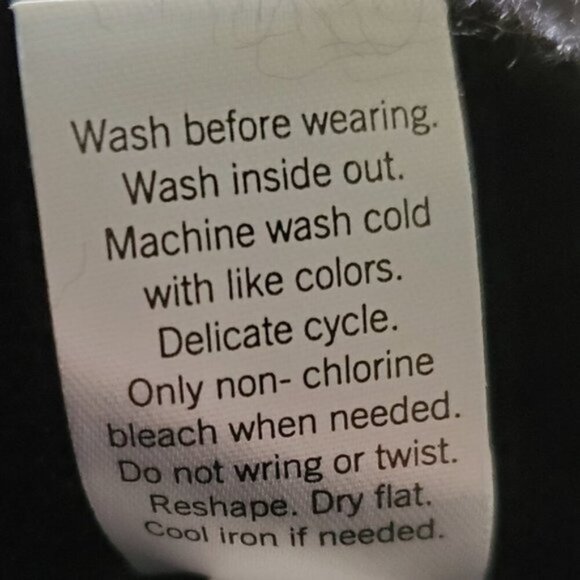 Wash before wearing.
Wash inside out.
Machine wash cold
with like colors.
Delicate cycle.
Only non- chlorine
bleach when needed.
Do not wring or twist.
Reshape. Dry flat.
Cool iron if needed.